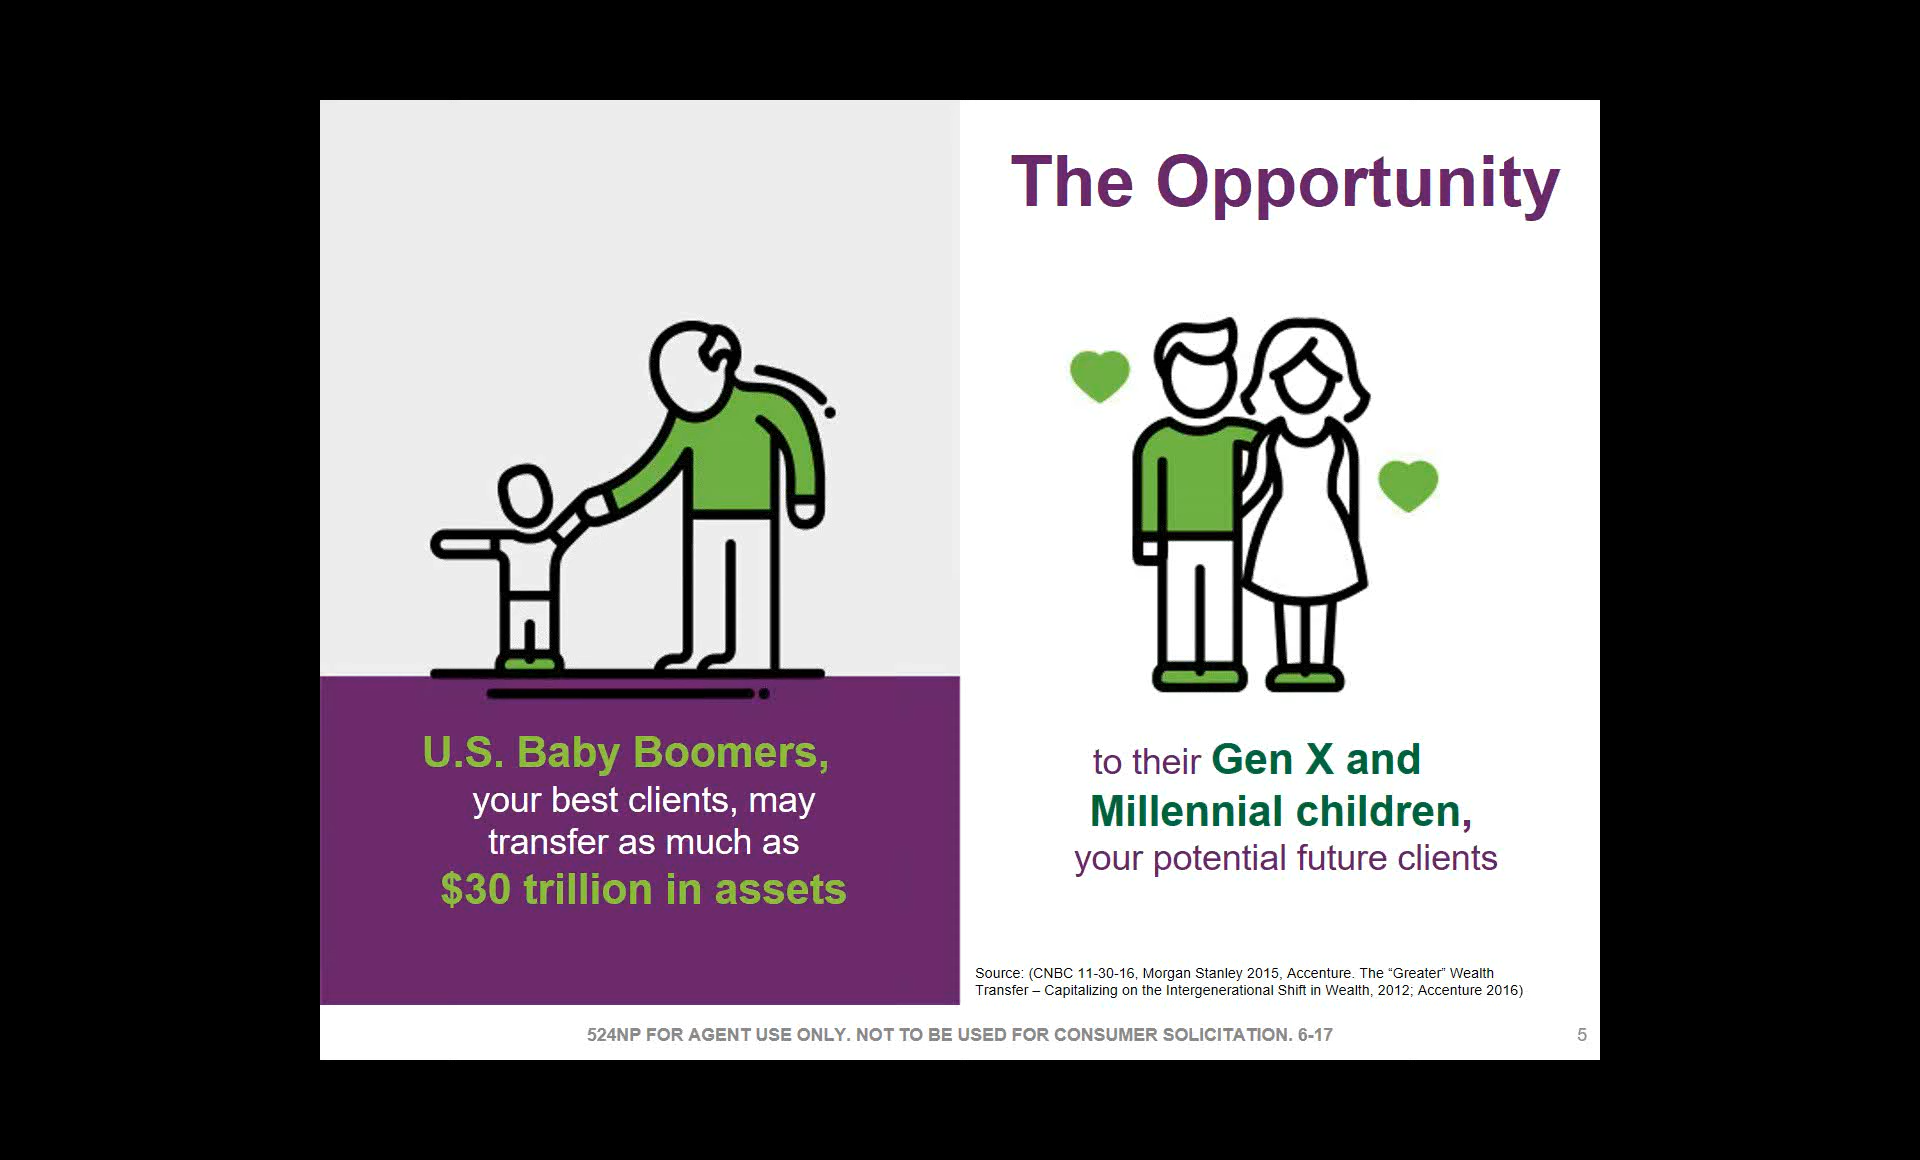 The Opportunity
U.S. Baby Boomers,
your best clients, may
transfer as much as
$30 trillion in assets
to their Gen X and
Millennial children,
your potential future clients
Source: (CNBC 11-30-16, Morgan Stanley 2015, Accenture. The “Greater” Wealth
Transfer – Capitalizing on the Intergenerational Shift in Wealth, 2012; Accenture 2016)
524NP FOR AGENT USE ONLY. NOT TO BE USED FOR CONSUMER SOLICITATION. 6-17
5